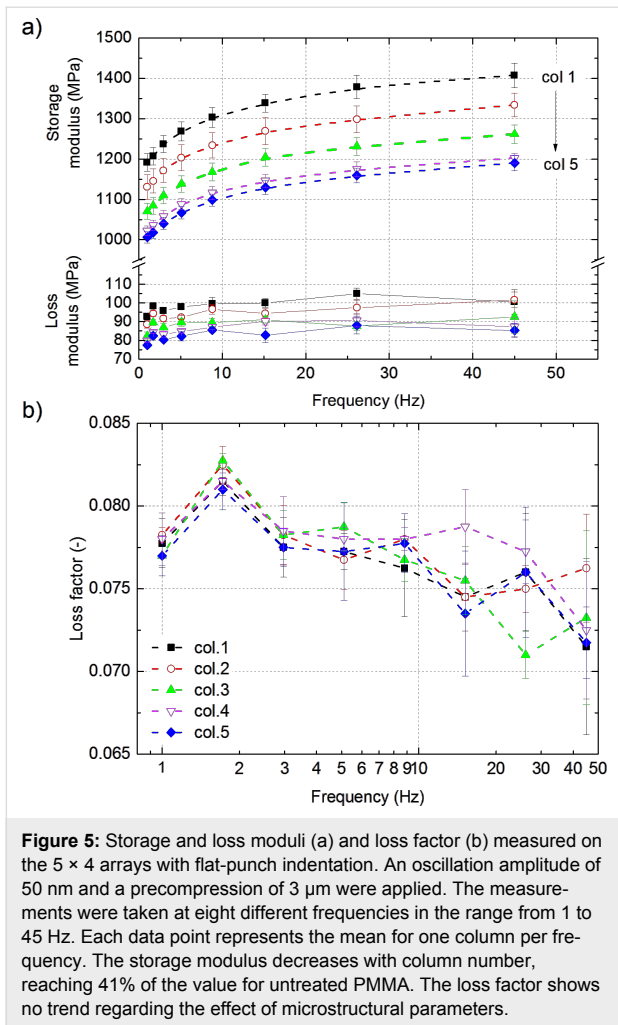 a)
1500
1400
1300
1200
1100
1000
Storage
modulus (MPa)
col 1
col 5
110
100
90
80
70
Loss
modulus (MPa)
0 10 20 30 40 50
Frequency (Hz)
b)
0.085
0.080
0.075
0.070
0.065
Loss factor (-)
col.1
col.2
col.3
col.4
col.5
1 2 3 4 5 6 7 8 9 10 20 30 40 50
Frequency (Hz)
Figure 5: Storage and loss moduli (a) and loss factor (b) measured on
the 5 × 4 arrays with flat-punch indentation. An oscillation amplitude of
50 nm and a precompression of 3 μm were applied. The measure-
ments were taken at eight different frequencies in the range from 1 to
45 Hz. Each data point represents the mean for one column per fre-
quency. The storage modulus decreases with column number,
reaching 41% of the value for untreated PMMA. The loss factor shows
no trend regarding the effect of microstructural parameters.